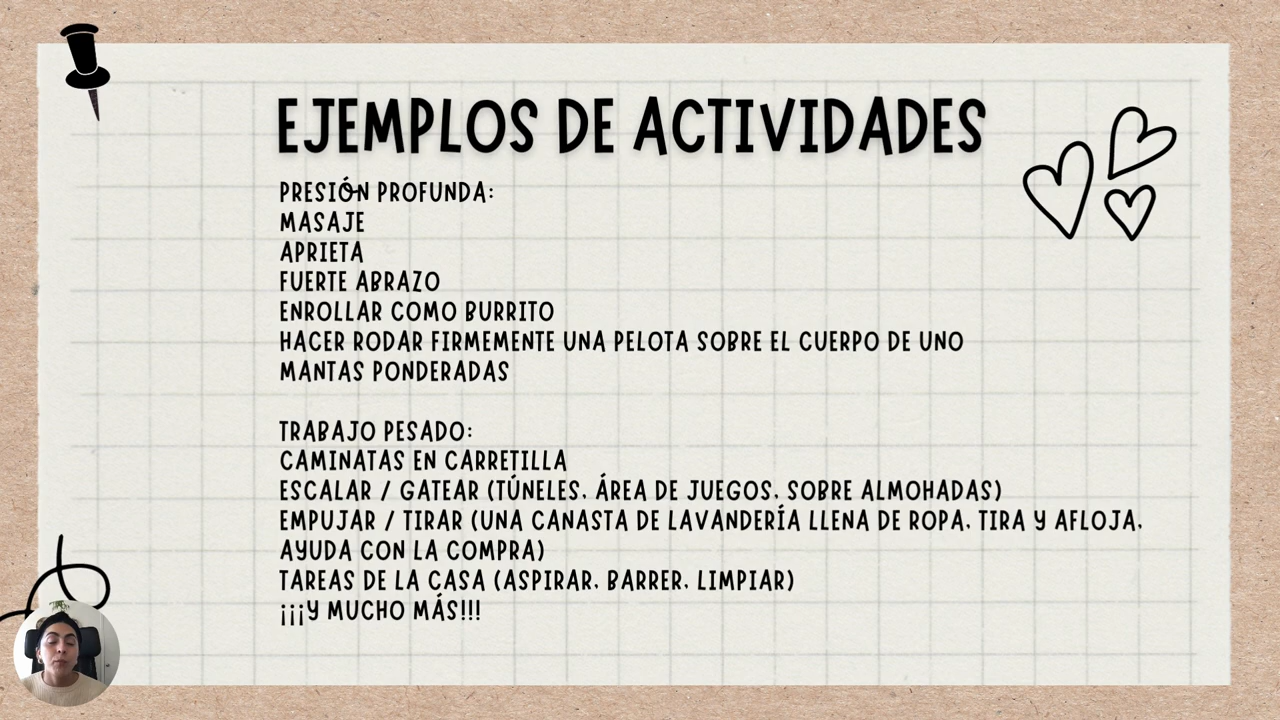 EJEMPLOS DE ACTIVIDADES
PRESIÓN PROFUNDA:
MASAJE
APRIETA
FUERTE ABRAZO
ENROLLAR COMO BURRITO
HACER RODAR FIRMEMENTE UNA PELOTA SOBRE EL CUERPO DE UNO
MANTAS PONDERADAS
TRABAJO PESADO:
CAMINATAS EN CARRETILLA
ESCALAR / GATEAR (TÚNELES, ÁREA DE JUEGOS, SOBRE ALMOHADAS)
EMPUJAR / TIRAR (UNA CANASTA DE LAVANDERÍA LLENA DE ROPA, TIRA Y AFLOJA,
AYUDA CON LA COMPRA)
TAREAS DE LA CASA (ASPIRAR, BARRER, LIMPIAR)
¡¡¡Y MUCHO MÁS!!!